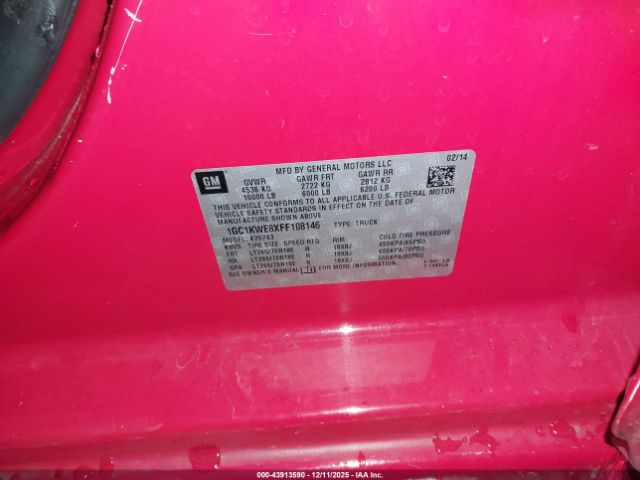 GM
MFD BY GENERAL MOTORS LLC
02/14
GVWR GAWR FRT GAWR RR
4536 KG 2722 KG 2812 KG
10000 LB 6000 LB 6200 LB
THIS VEHICLE CONFORMS TO ALL APPLICABLE U.S. FEDERAL MOTOR
VEHICLE SAFETY STANDARDS IN EFFECT ON THE DATE OF
MANUFACTURE SHOWN ABOVE.
1GC1KWE8XFF108146 TYPE: TRUCK
MODEL: K25743
TIRE SIZE SPEED RTG RIM COLD TIRE PRESSURE
FRT LT265/70R18E R 18X8J 450KPA(65PSI)
RR LT265/70R18E R 18X8J
SPA LT265/70R18E 18X8J
SEE OWNER'S MANUAL FOR MORE INFORMATION.
000-43913590 - 12/11/2025 - IAA Inc.